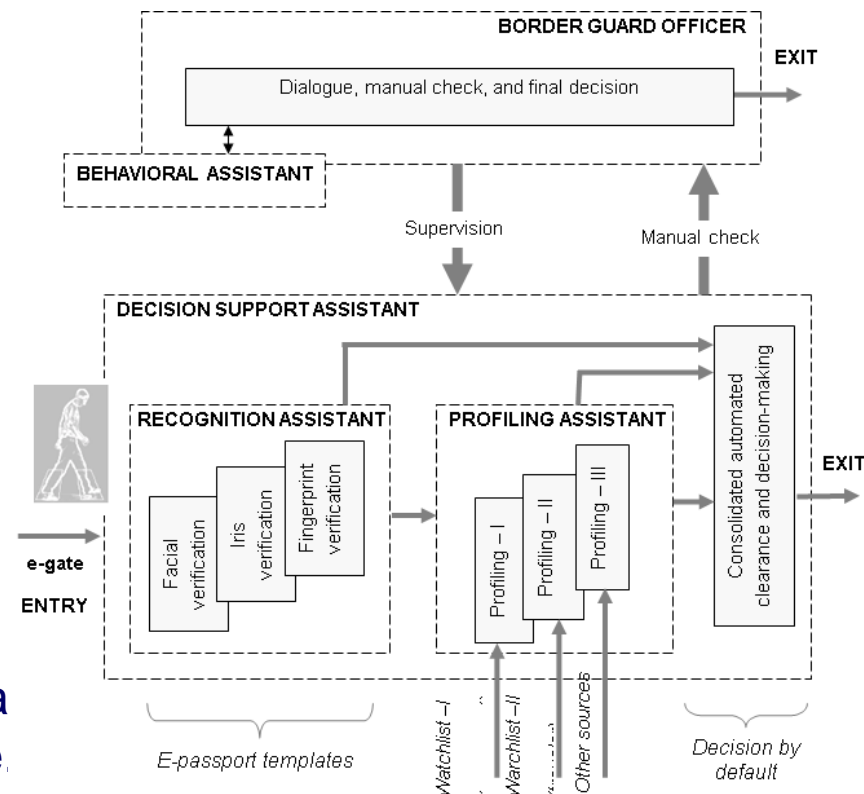 BORDER GUARD OFFICER
EXIT
Dialogue, manual check, and final decision
BEHAVIORAL ASSISTANT
Supervision
Manual check
DECISION SUPPORT ASSISTANT
RECOGNITION ASSISTANT
PROFILING ASSISTANT
Facial
verification
Iris
verification
Fingerprint
verification
Profiling – I
Profiling – II
Profiling – III
Consolidated automated
clearance and decision-making
EXIT
e-gate
ENTRY
a
e
E-passport templates
Watchlist –I
Warchlist –II
Other sources
Decision by
default